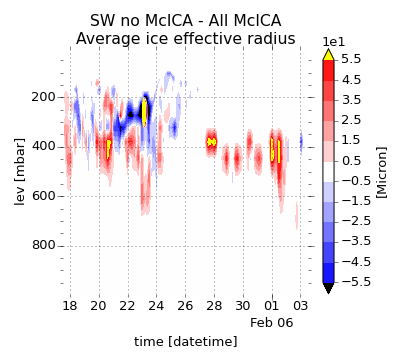 SW no McICA - All McICA
Average ice effective radius
1e1
5.5
4.5
3.5
2.5
1.5
0.5
−0.5
−1.5
−2.5
−3.5
−4.5
−5.5
[Micron]
lev [mbar]
200
400
600
800
18 20 22 24 26 28 30 01 03
Feb 06
time [datetime]